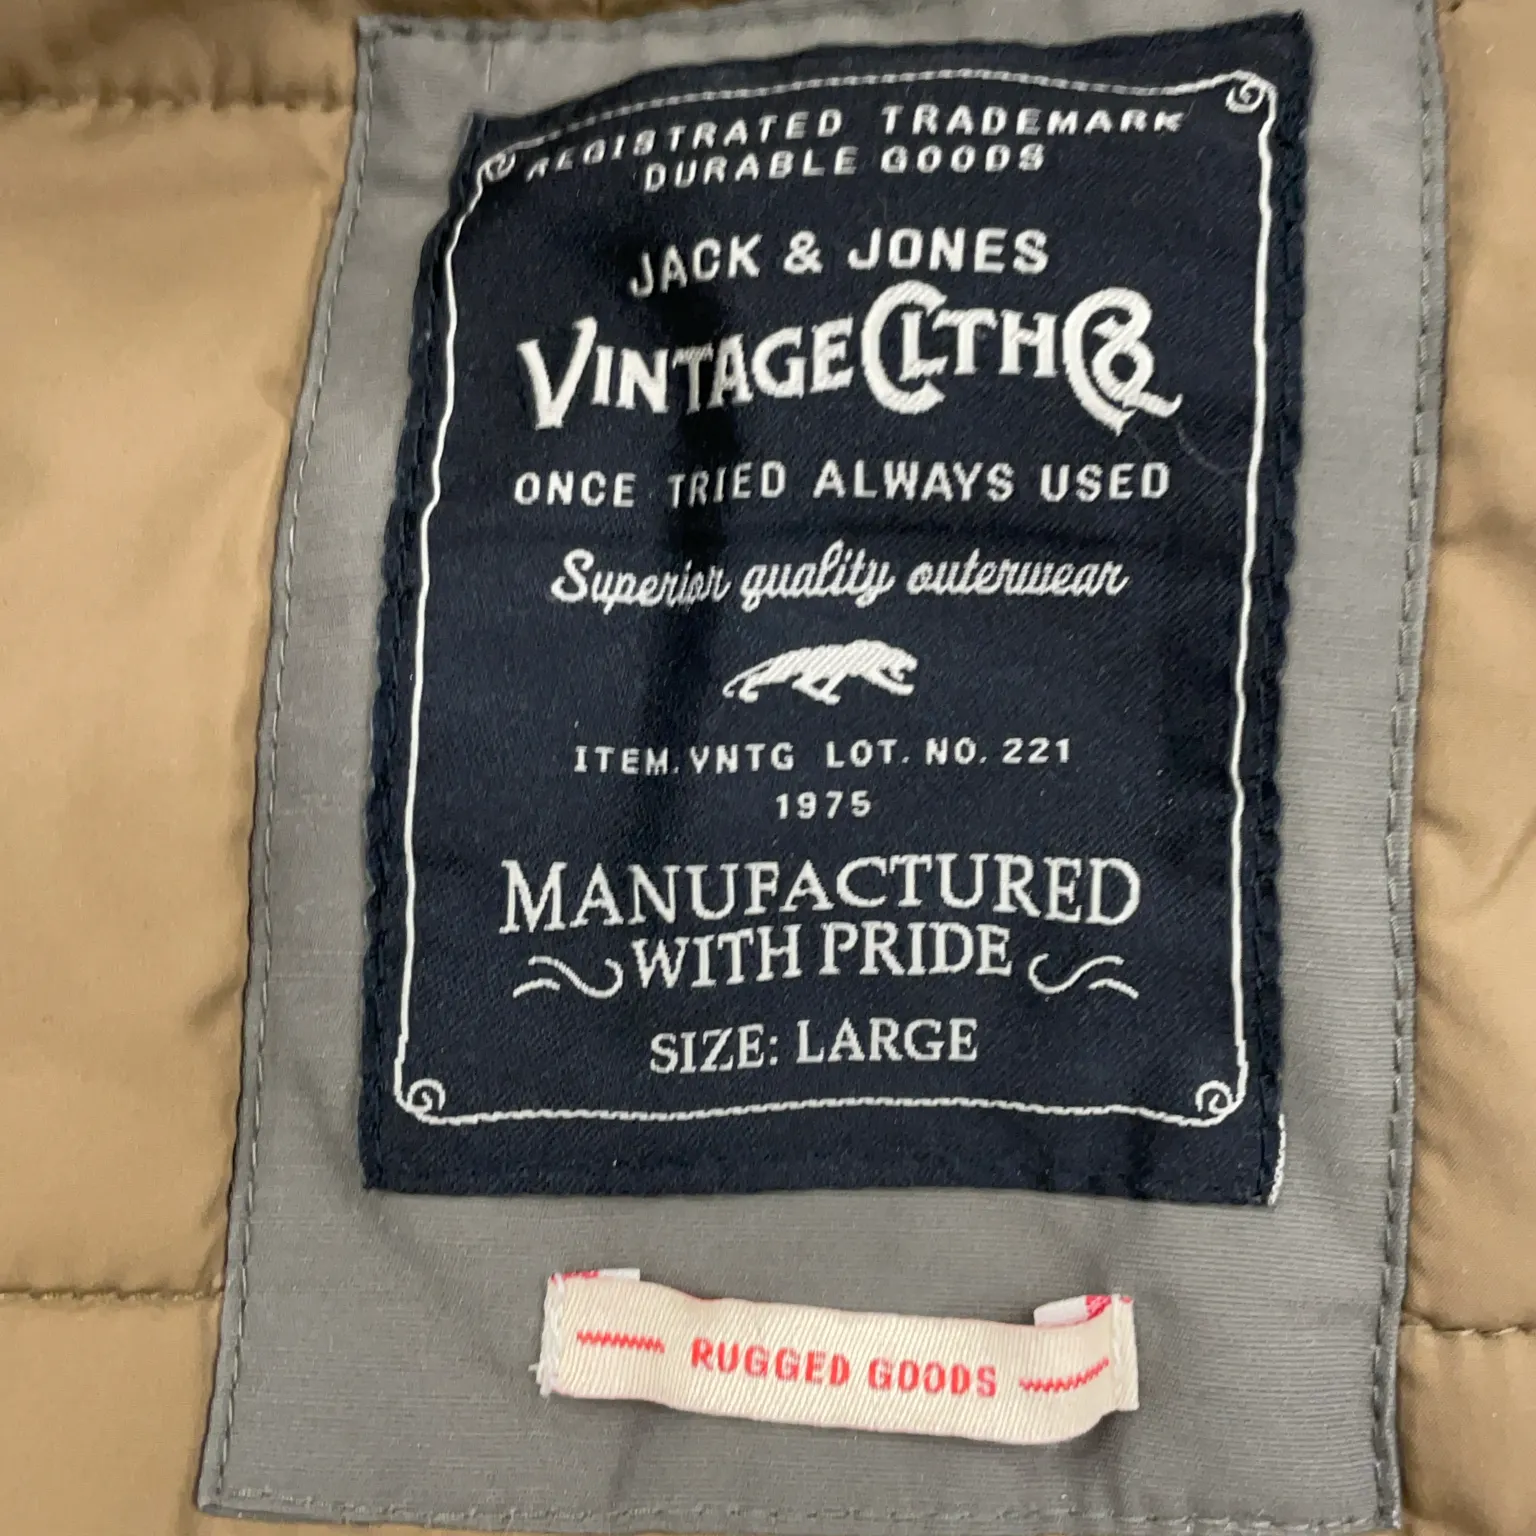 REGISTRATED TRADEMARK
DURABLE GOODS
JACK & JONES
VINTAGE CLTH CO
ONCE TRIED ALWAYS USED
Superior quality outerwear
ITEM. VNTG LOT. NO. 221
1975
MANUFACTURED
WITH PRIDE
SIZE: LARGE
RUGGED GOODS